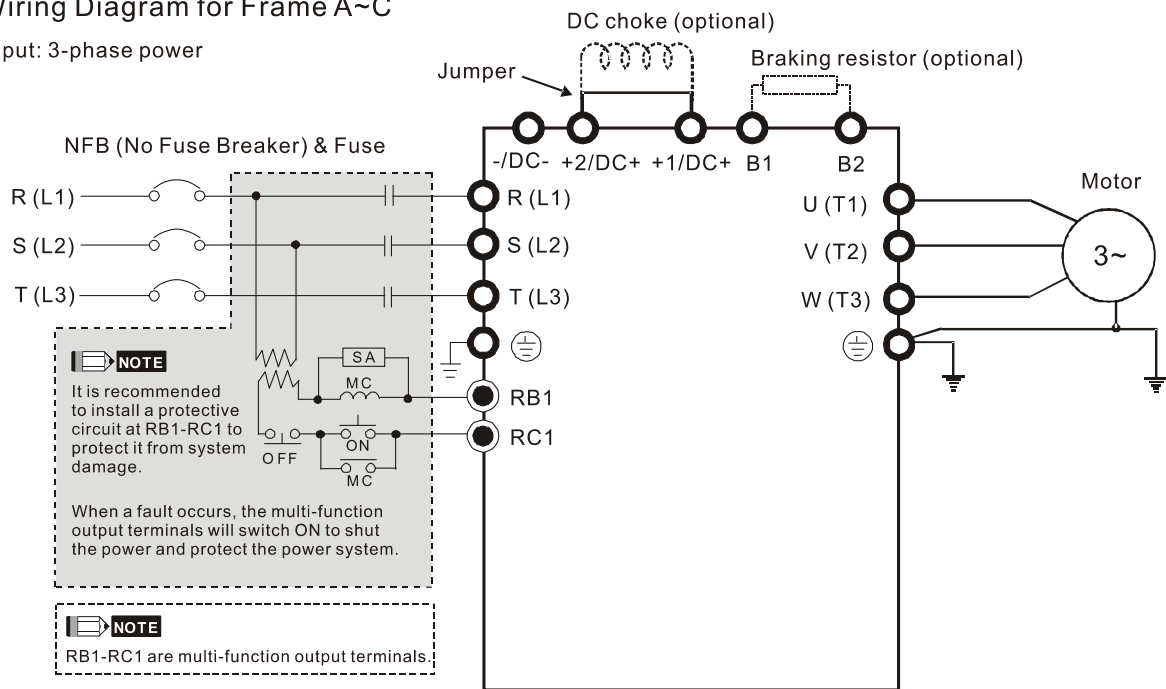 Wiring Diagram for Frame A~C
put: 3-phase power
DC choke (optional)
Jumper
Braking resistor (optional)
NFB (No Fuse Breaker) & Fuse
-/DC- +2/DC+ +1/DC+ B1 B2
Motor
R (L1)
R (L1)
U (T1)
S (L2)
S (L2)
V (T2)
3~
T (L3)
T (L3)
W (T3)
NOTE
It is recommended
to install a protective
circuit at RB1-RC1 to
protect it from system
damage.
SA
MC
RB1
OFF
ON
RC1
MC
When a fault occurs, the multi-function
output terminals will switch ON to shut
the power and protect the power system.
NOTE
RB1-RC1 are multi-function output terminals.